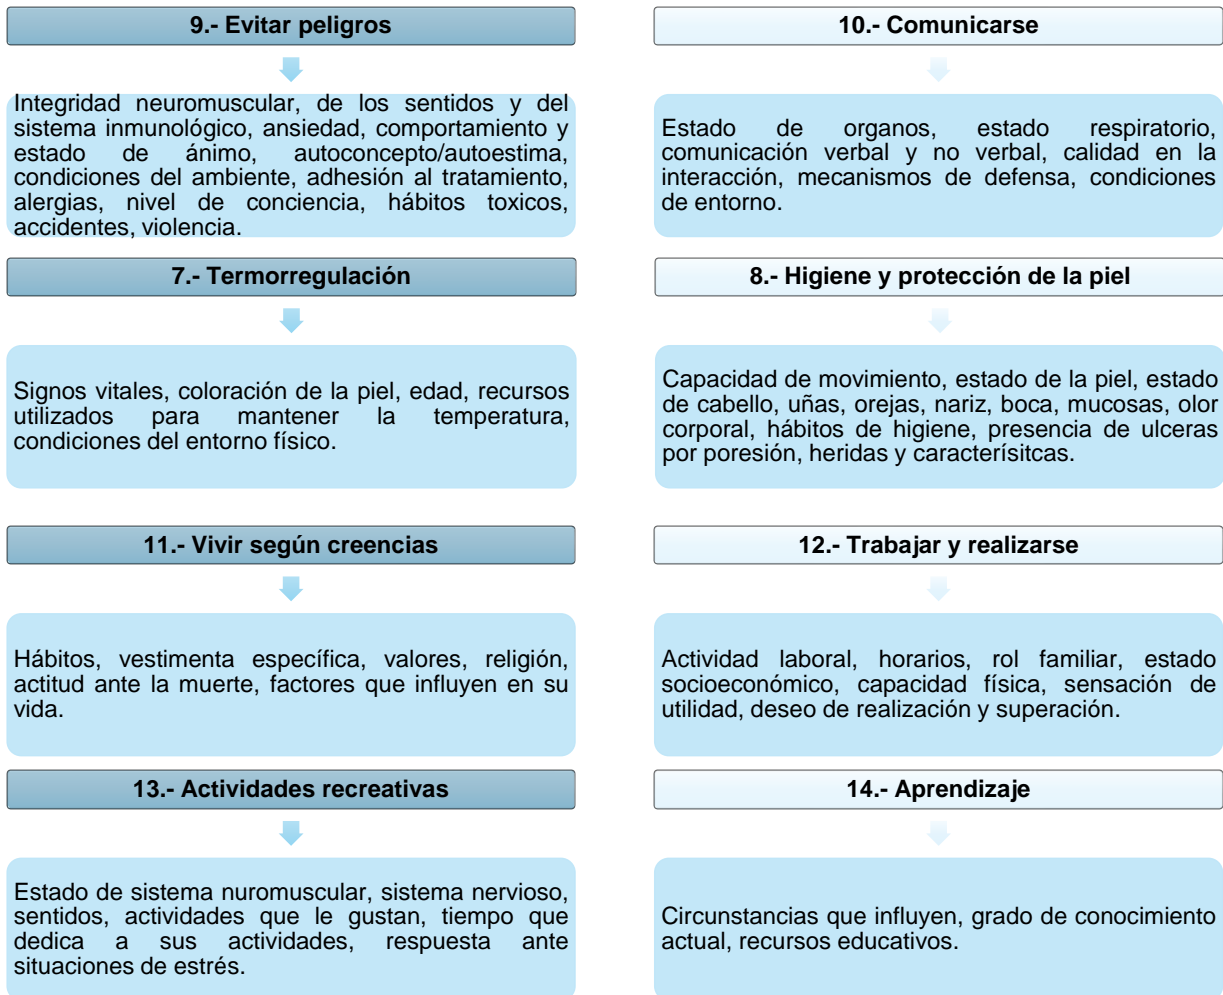 9.- Evitar peligros
Integridad neuromuscular, de los sentidos y del
sistema inmunológico, ansiedad, comportamiento y
estado de ánimo, autoconcepto/autoestima,
condiciones del ambiente, adhesión al tratamiento,
alergias, nivel de conciencia, hábitos toxicos,
accidentes, violencia.
10.- Comunicarse
Estado de organos, estado respiratorio,
comunicación verbal y no verbal, calidad en la
interacción, mecanismos de defensa, condiciones
de entorno.
7.- Termorregulación
Signos vitales, coloración de la piel, edad, recursos
utilizados para mantener la temperatura,
condiciones del entorno físico.
8.- Higiene y protección de la piel
Capacidad de movimiento, estado de la piel, estado
de cabello, uñas, orejas, nariz, boca, mucosas, olor
corporal, hábitos de higiene, presencia de ulceras
por poresión, heridas y caracterísitcas.
11.- Vivir según creencias
Hábitos, vestimenta específica, valores, religión,
actitud ante la muerte, factores que influyen en su
vida.
12.- Trabajar y realizarse
Actividad laboral, horarios, rol familiar, estado
socioeconómico, capacidad física, sensación de
utilidad, deseo de realización y superación.
13.- Actividades recreativas
Estado de sistema nuromuscular, sistema nervioso,
sentidos, actividades que le gustan, tiempo que
dedica a sus actividades, respuesta ante
situaciones de estrés.
14.- Aprendizaje
Circunstancias que influyen, grado de conocimiento
actual, recursos educativos.